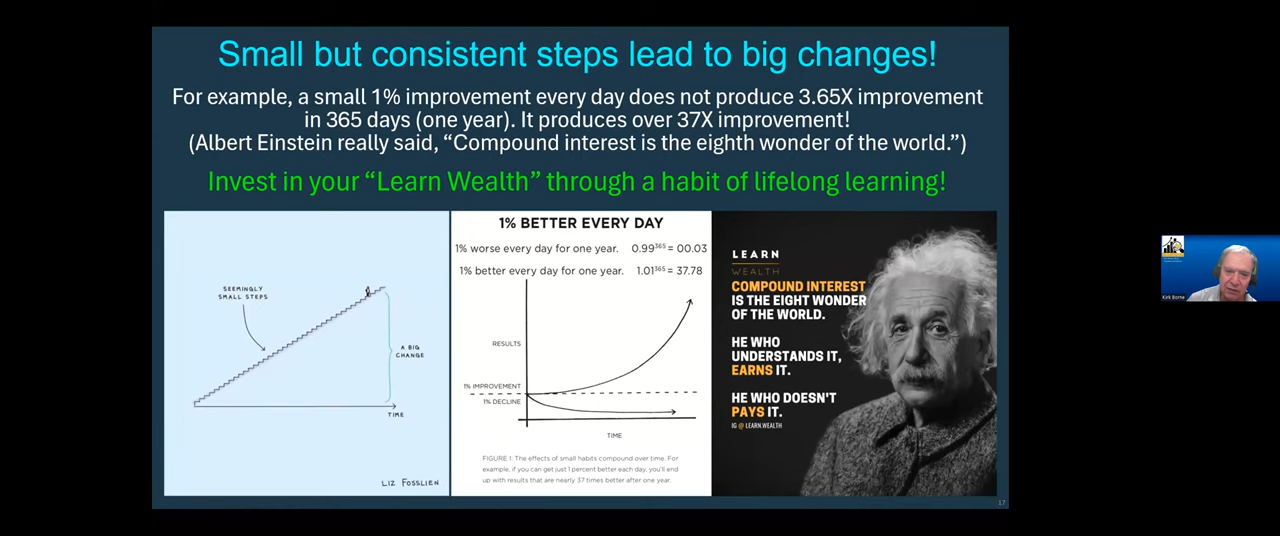 Small but consistent steps lead to big changes!
For example, a small 1% improvement every day does not produce 3.65X improvement
in 365 days (one year). It produces over 37X improvement!
(Albert Einstein really said, “Compound interest is the eighth wonder of the world.”)
Invest in your “Learn Wealth” through a habit of lifelong learning!
SEEMINGLY
SMALL STEPS
A BIG
CHANGE
TIME
LIZ FOSSLIEN
1% BETTER EVERY DAY
1% worse every day for one year. 0.99³⁶⁵ = 00.03
1% better every day for one year. 1.01³⁶⁵ = 37.78
RESULTS
1% IMPROVEMENT
1% DECLINE
TIME
FIGURE 1: The effects of small habits compound over time. For
example, if you can get just 1 percent better each day, you'll end
up with results that are nearly 37 times better after one year.
LEARN
WEALTH
COMPOUND INTEREST
IS THE EIGHT WONDER
OF THE WORLD.
HE WHO
UNDERSTANDS IT,
EARNS IT.
HE WHO DOESN'T
PAYS IT.
IG @ LEARN.WEALTH
17
Kirk Borne